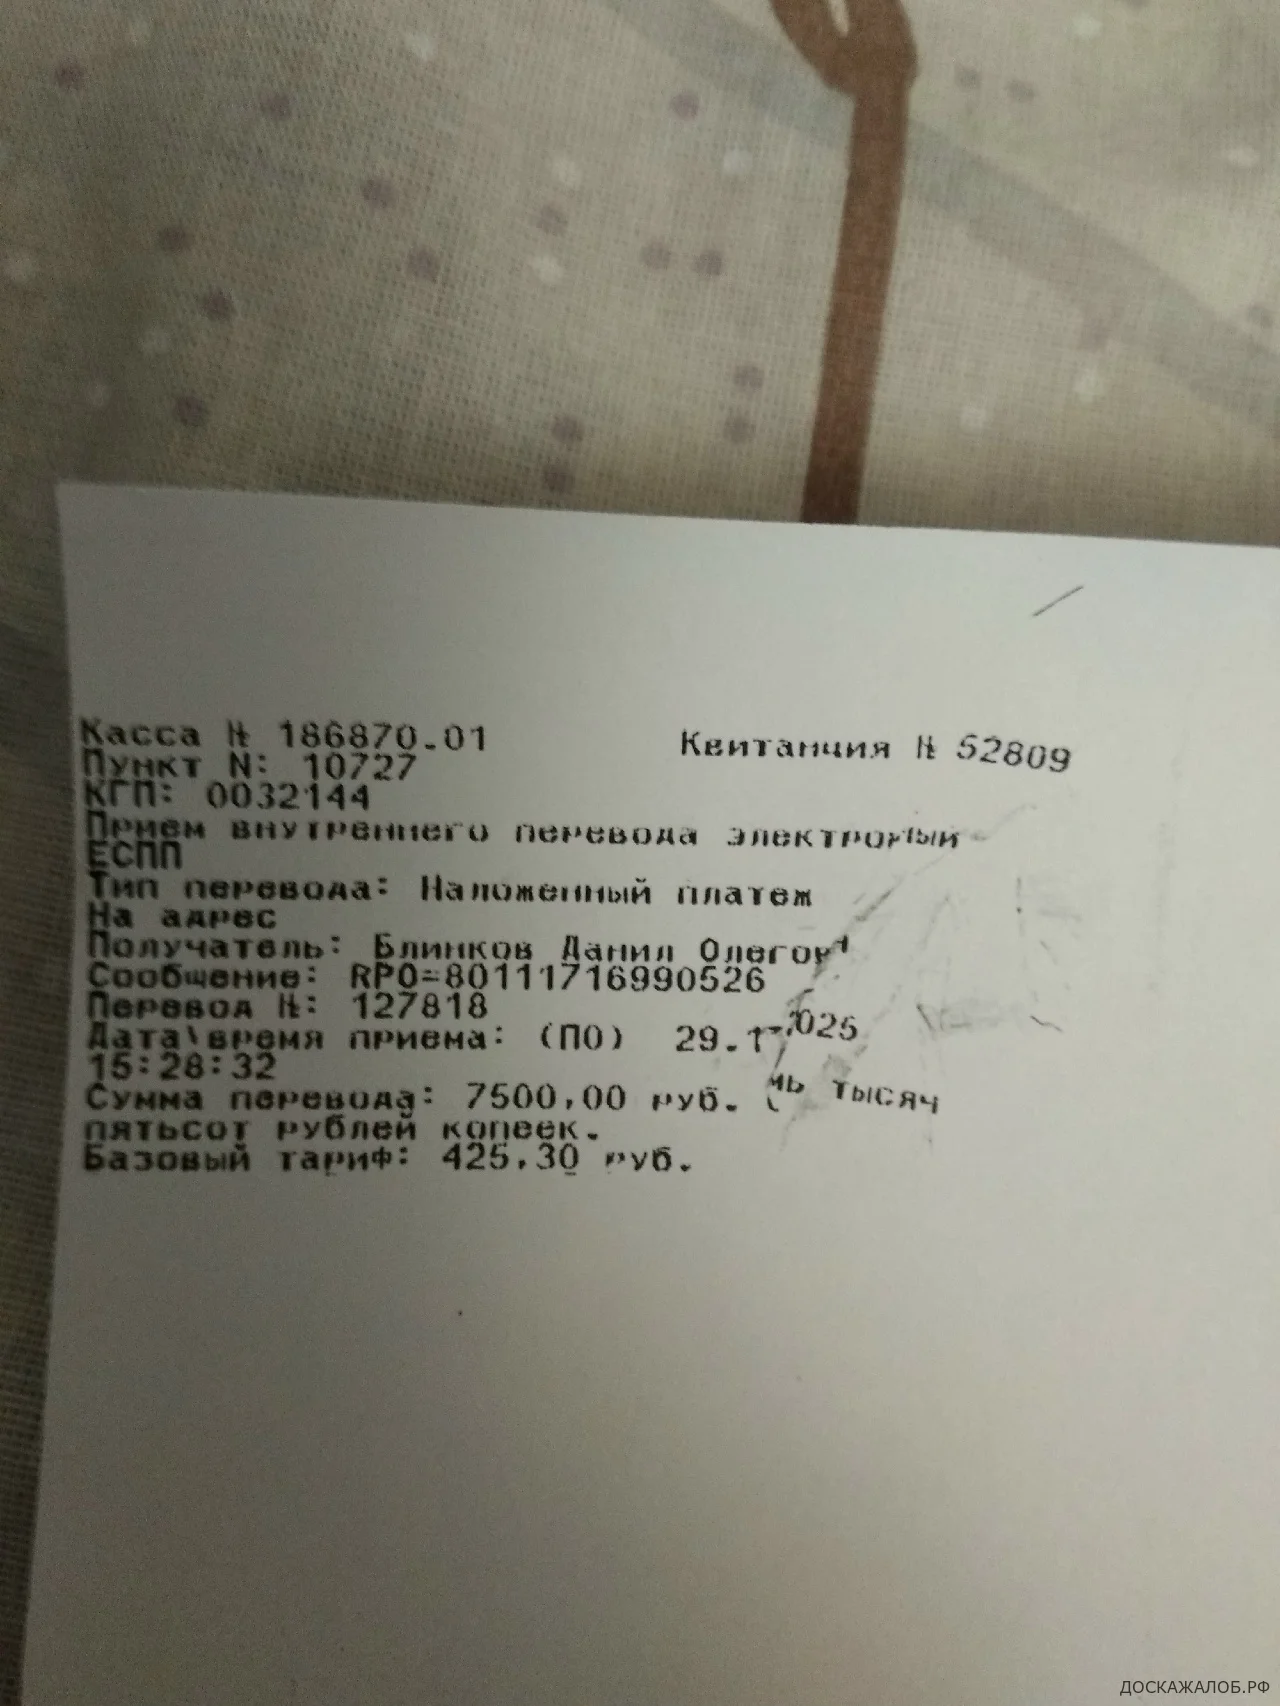 Касса № 186870.01 Квитанция № 52809
Пункт N: 10727
КГП: 0032144
Прием внутреннего перевода электронный
ЕСПП
Тип перевода: Наложенный платеж
На адрес
Получатель: Блинков Данил
Сообщение: RPO=80111716990526
Перевод №: 127818
Дата\время приема: (ПО)
15:28:32
Сумма перевода: 7500,00 руб. тысяч
пятьсот рублей копеек.
Базовый тариф: 425,30 руб.
ДОСКАЖАЛОБ.РФ